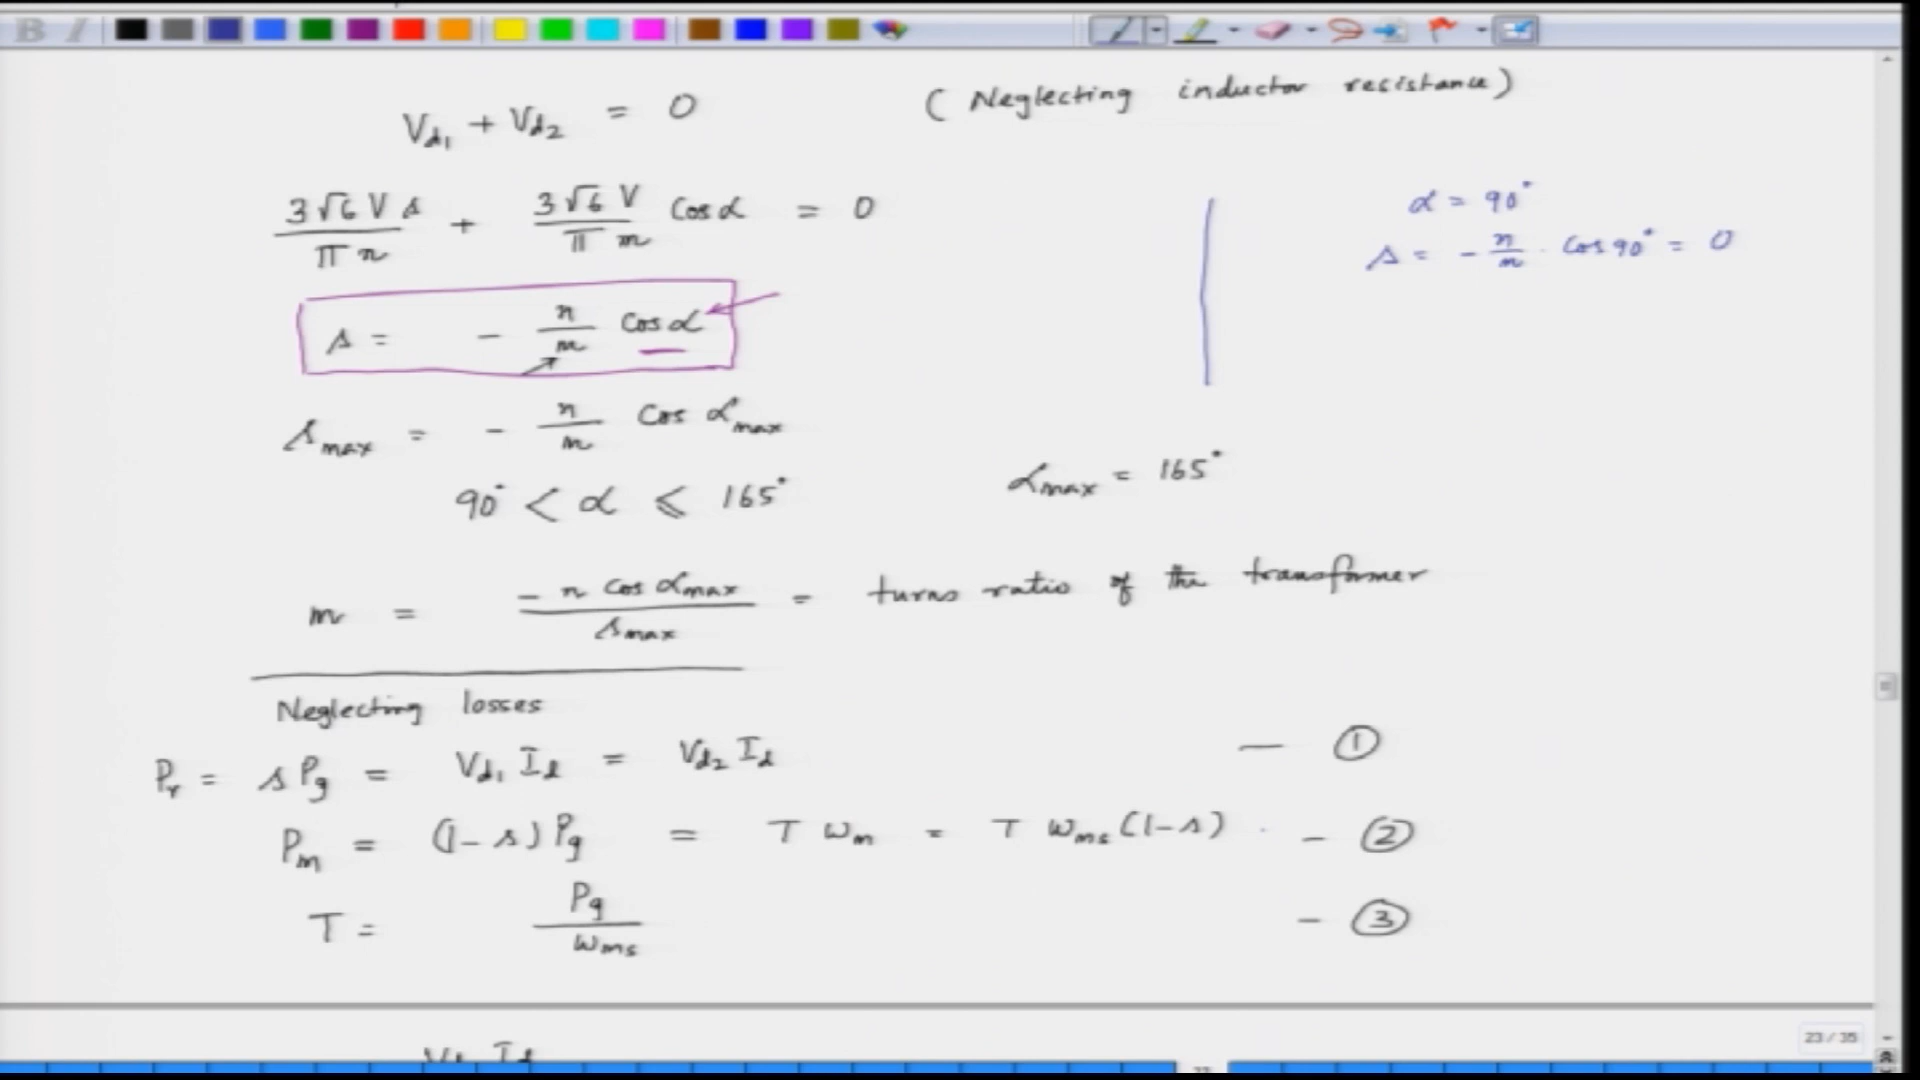 B I
V_d1 + V_d2 = 0 (Neglecting inductor resistance)
3√6 V s / π n + 3√6 V / π m Cos α = 0
α = 90°
s = - n/m · Cos 90° = 0
s = - n/m Cos α
s_max = - n/m Cos α_max
90° < α ≤ 165° α_max = 165°
m = - n cos α_max / s_max = turns ratio of the transformer
Neglecting losses
P_r = s P_g = V_d1 I_d = V_d2 I_d — ①
P_m = (1-s) P_g = T ω_m = T ω_ms (1-s) - ②
T = P_g / ω_ms - ③
23 / 35